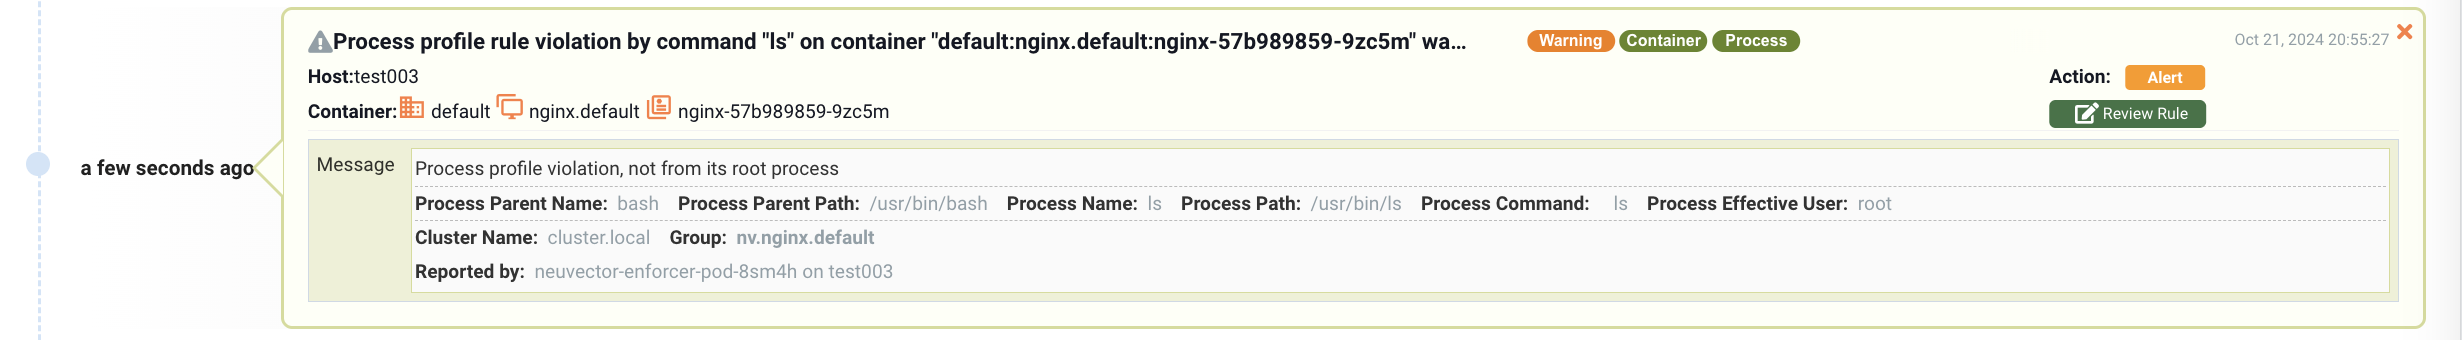 Process profile rule violation by command "ls" on container "default:nginx.default:nginx-57b989859-9zc5m" wa... Warning Container Process Oct 21, 2024 20:55:27
Host:test003 Action: Alert
Container: default nginx.default nginx-57b989859-9zc5m Review Rule
a few seconds ago
Message
Process profile violation, not from its root process
Process Parent Name: bash Process Parent Path: /usr/bin/bash Process Name: ls Process Path: /usr/bin/ls Process Command: ls Process Effective User: root
Cluster Name: cluster.local Group: nv.nginx.default
Reported by: neuvector-enforcer-pod-8sm4h on test003